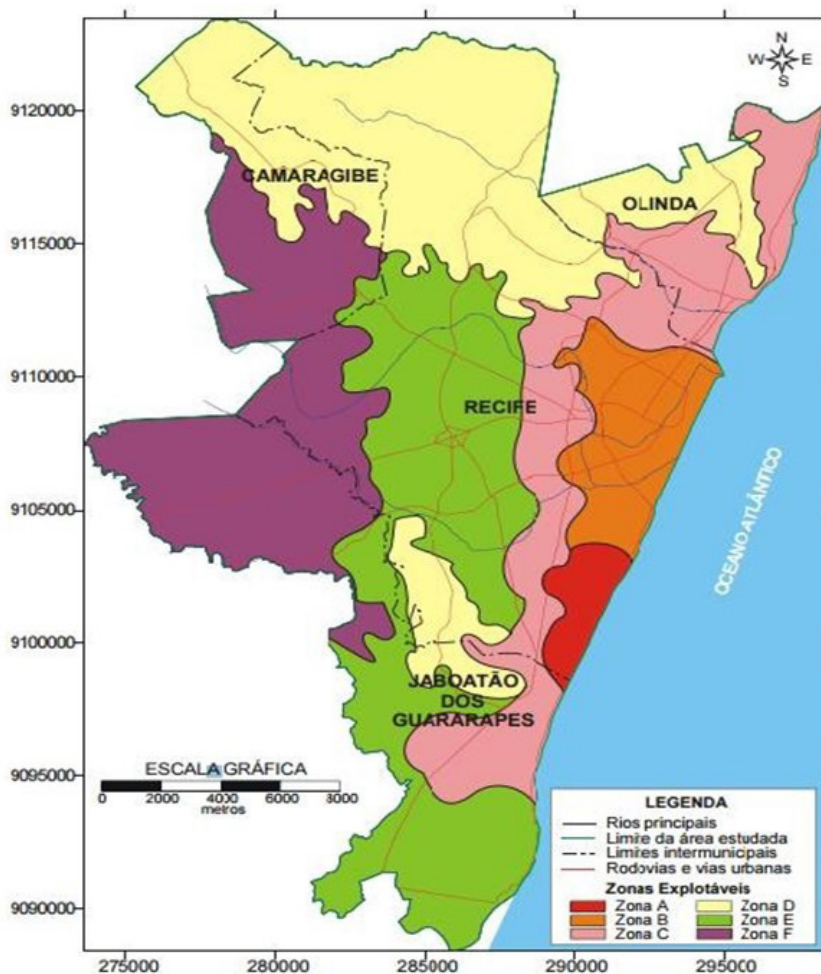 N
W E
S
9120000
CAMARAGIBE
OLINDA
9115000
9110000
RECIFE
OCEANO ATLÂNTICO
9105000
9100000
JABOATÃO
DOS
GUARARAPES
9095000
ESCALA GRÁFICA
0 2000 4000 6000 8000
metros
LEGENDA
Rios principais
Limite da área estudada
Limites intermunicipais
Rodovias e vias urbanas
Zonas Explotáveis
Zona A Zona D
Zona B Zona E
Zona C Zona F
9090000
275000 280000 285000 290000 295000